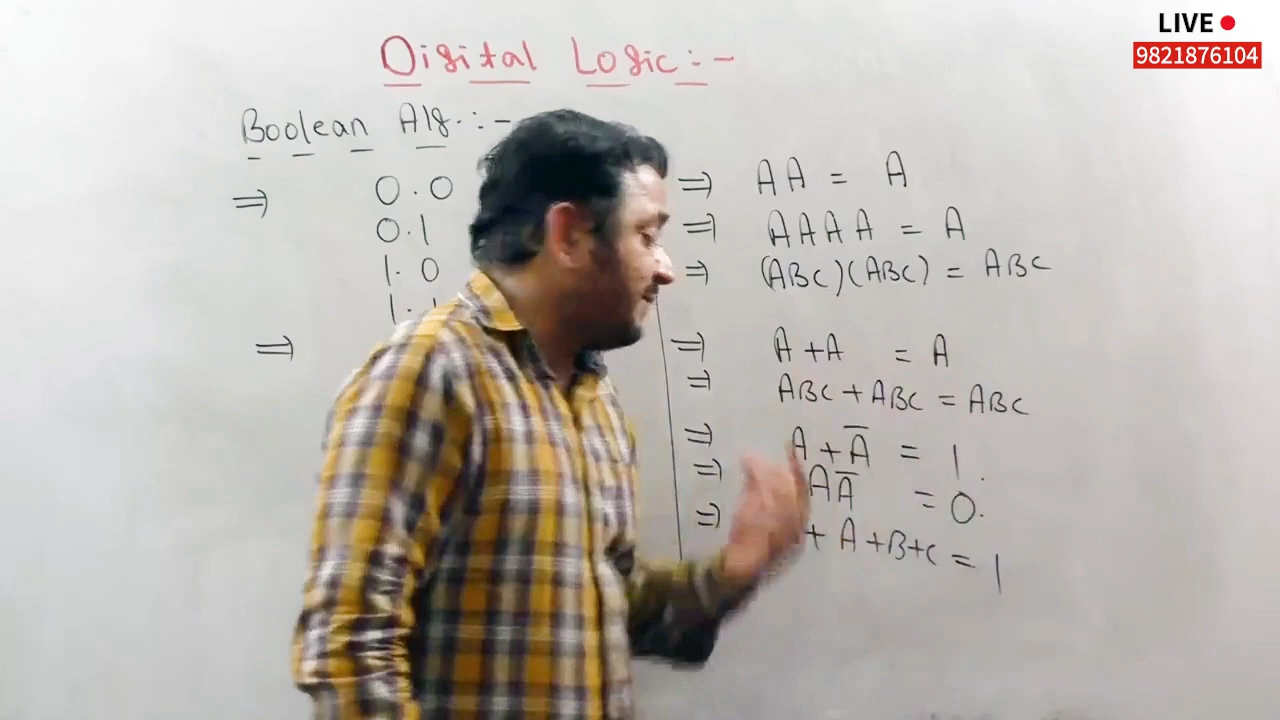 LIVE
9821876104
Digital Logic :-
Boolean Alg. :-
⇒ 0.0
0.1
1.0
1.
⇒
⇒ AA = A
⇒ AAAA = A
⇒ (ABC)(ABC) = ABC
⇒ A+A = A
⇒ ABC+ABC = ABC
⇒ A+A̅ = 1.
⇒ AA̅ = 0.
⇒ + A+B+C = 1